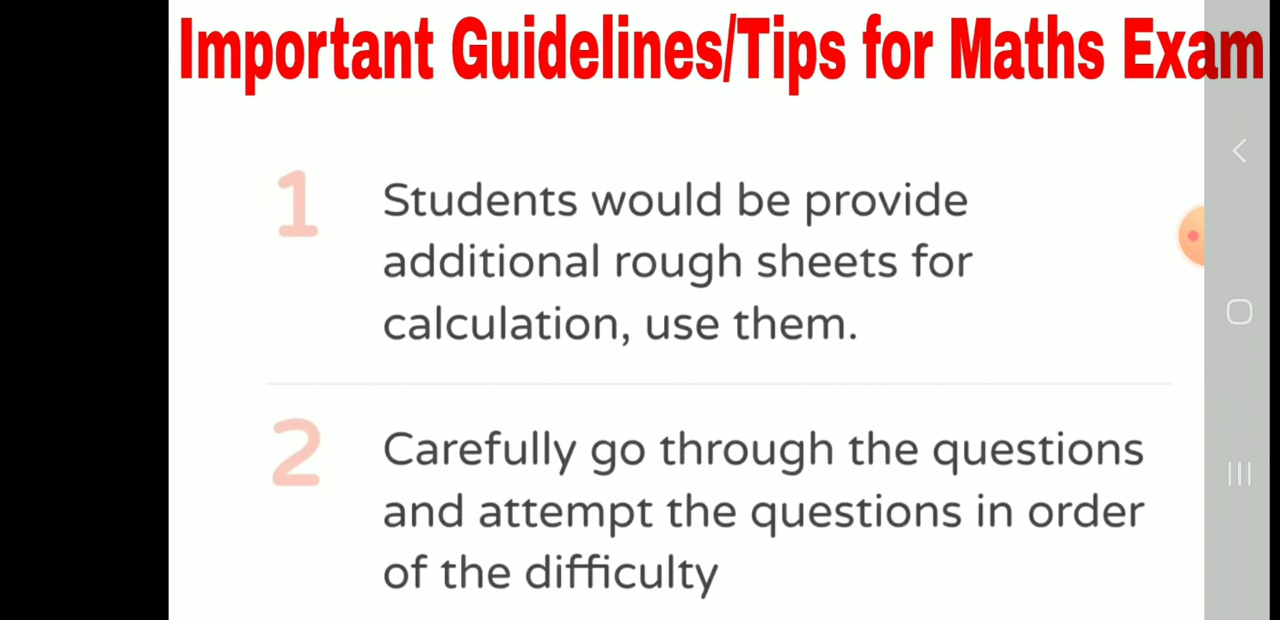 Important Guidelines/Tips for Maths Exam
1 Students would be provide
additional rough sheets for
calculation, use them.
2 Carefully go through the questions
and attempt the questions in order
of the difficulty